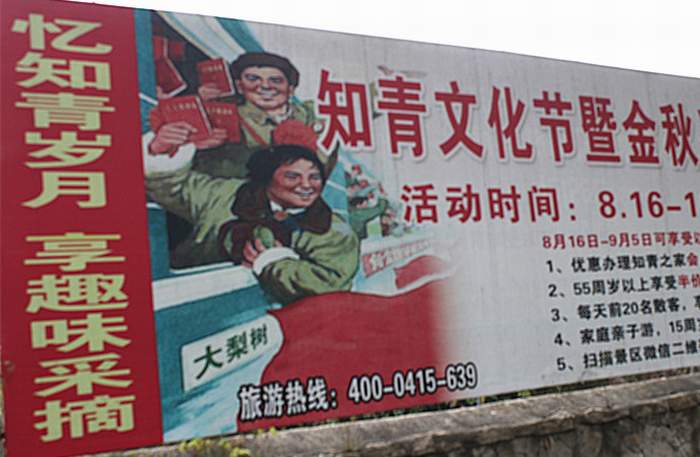 忆知青岁月 享趣味采摘
知青文化节暨金秋
活动时间：8.16-1
8月16日-9月5日可享受
1、优惠办理知青之家会
2、55周岁以上享受半价
3、每天前20名散客，
4、家庭亲子游，15周
5、扫描景区微信二维
大梨树
旅游热线：400-0415-639